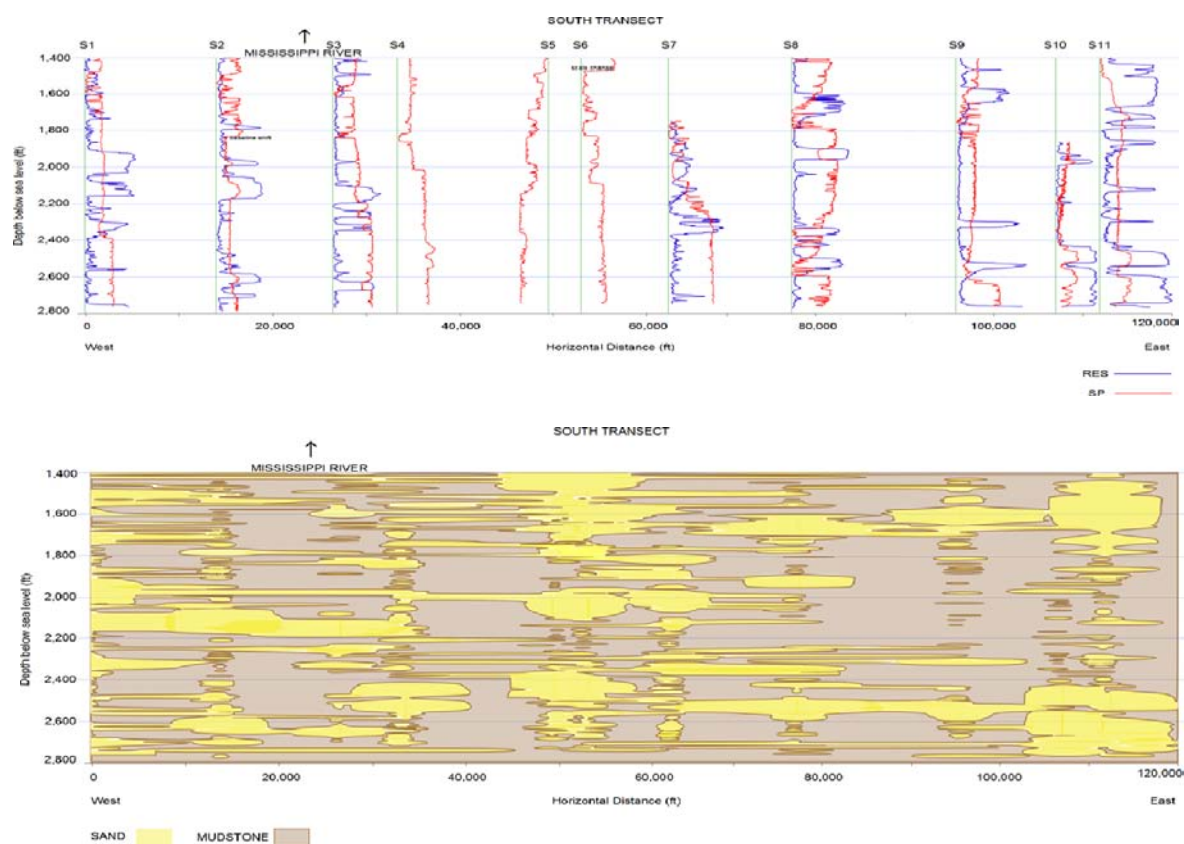 SOUTH TRANSECT
S1 S2 S3 S4 S5 S6 S7 S8 S9 S10 S11
↑
MISSISSIPPI RIVER
1,400
1,600
1,800
2,000
2,200
2,400
2,600
2,800
Depth below sea level (ft)
0 20,000 40,000 60,000 80,000 100,000 120,000
West Horizontal Distance (ft) East
RES
SP
SOUTH TRANSECT
↑
MISSISSIPPI RIVER
1,400
1,600
1,800
2,000
2,200
2,400
2,600
2,800
Depth below sea level (ft)
0 20,000 40,000 60,000 80,000 100,000 120,000
West Horizontal Distance (ft) East
SAND MUDSTONE